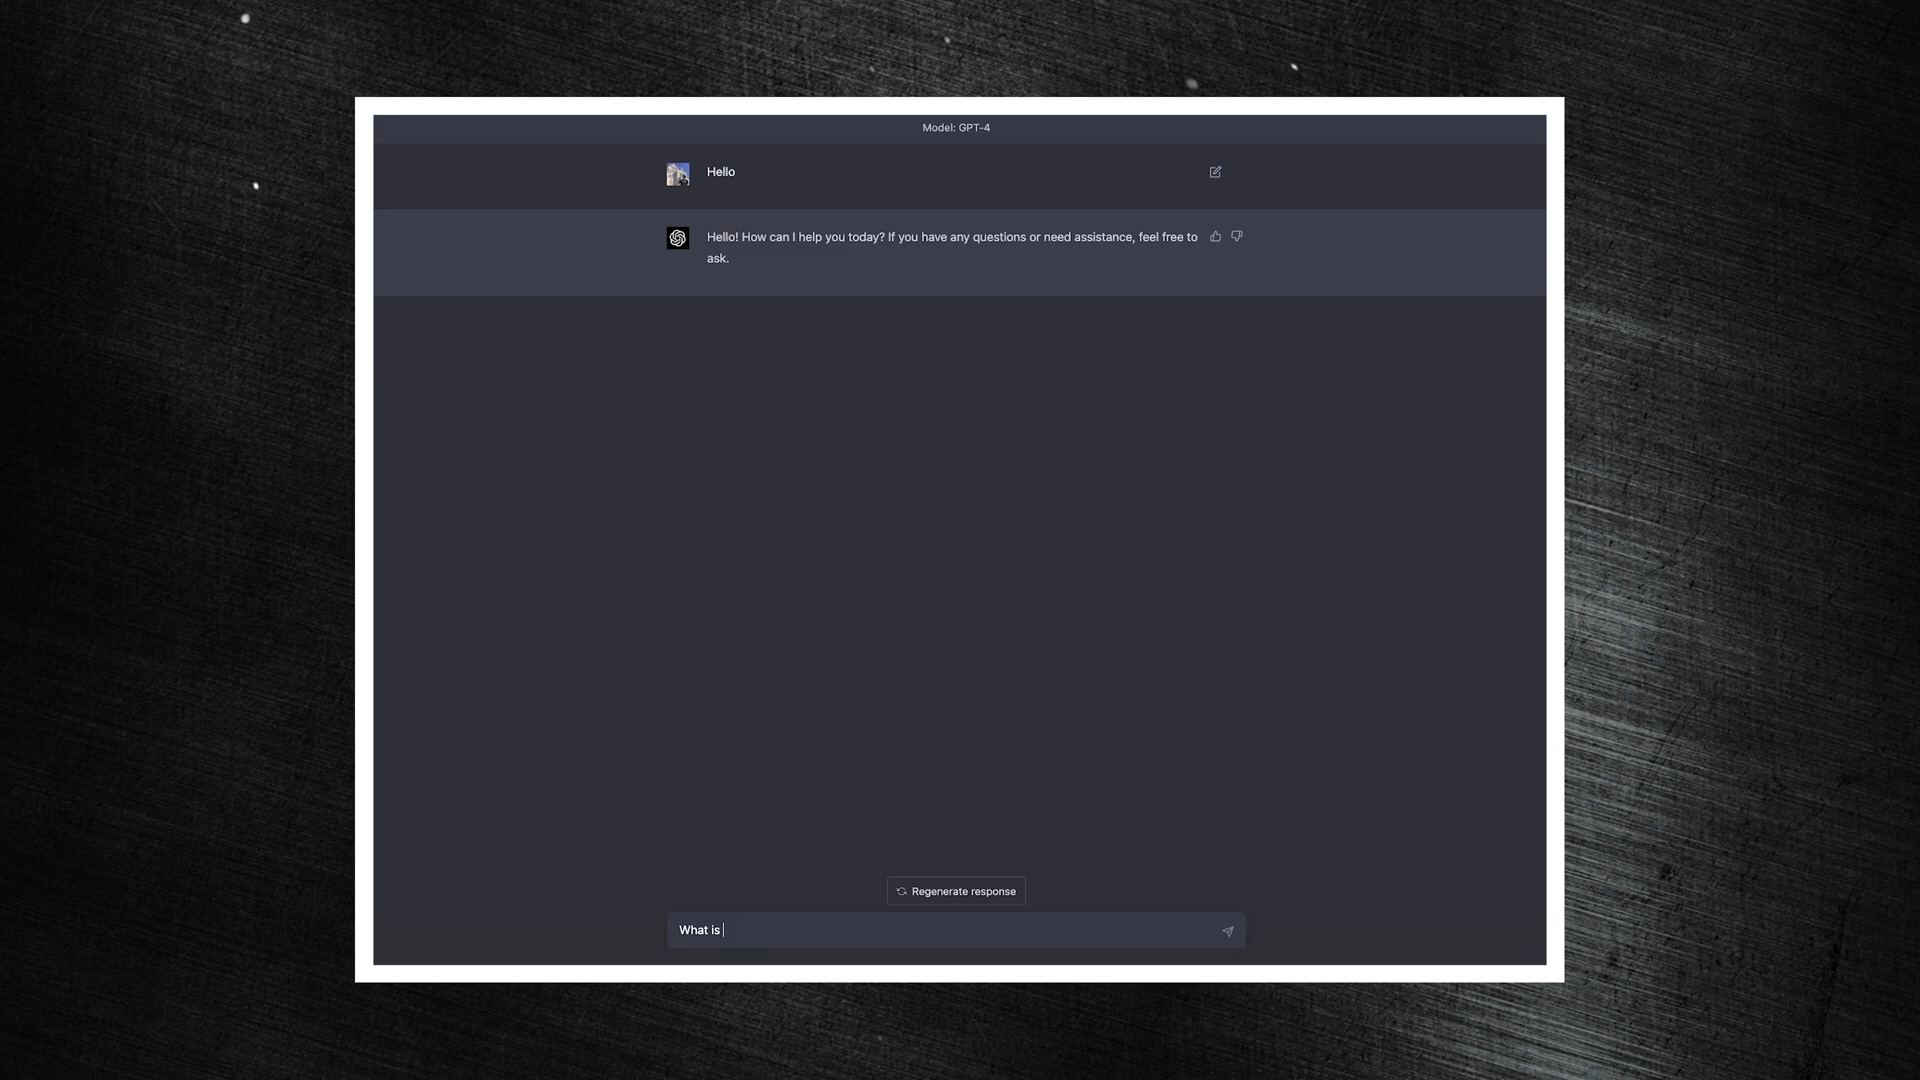 Model: GPT-4
Hello
Hello! How can I help you today? If you have any questions or need assistance, feel free to
ask.
Regenerate response
What is